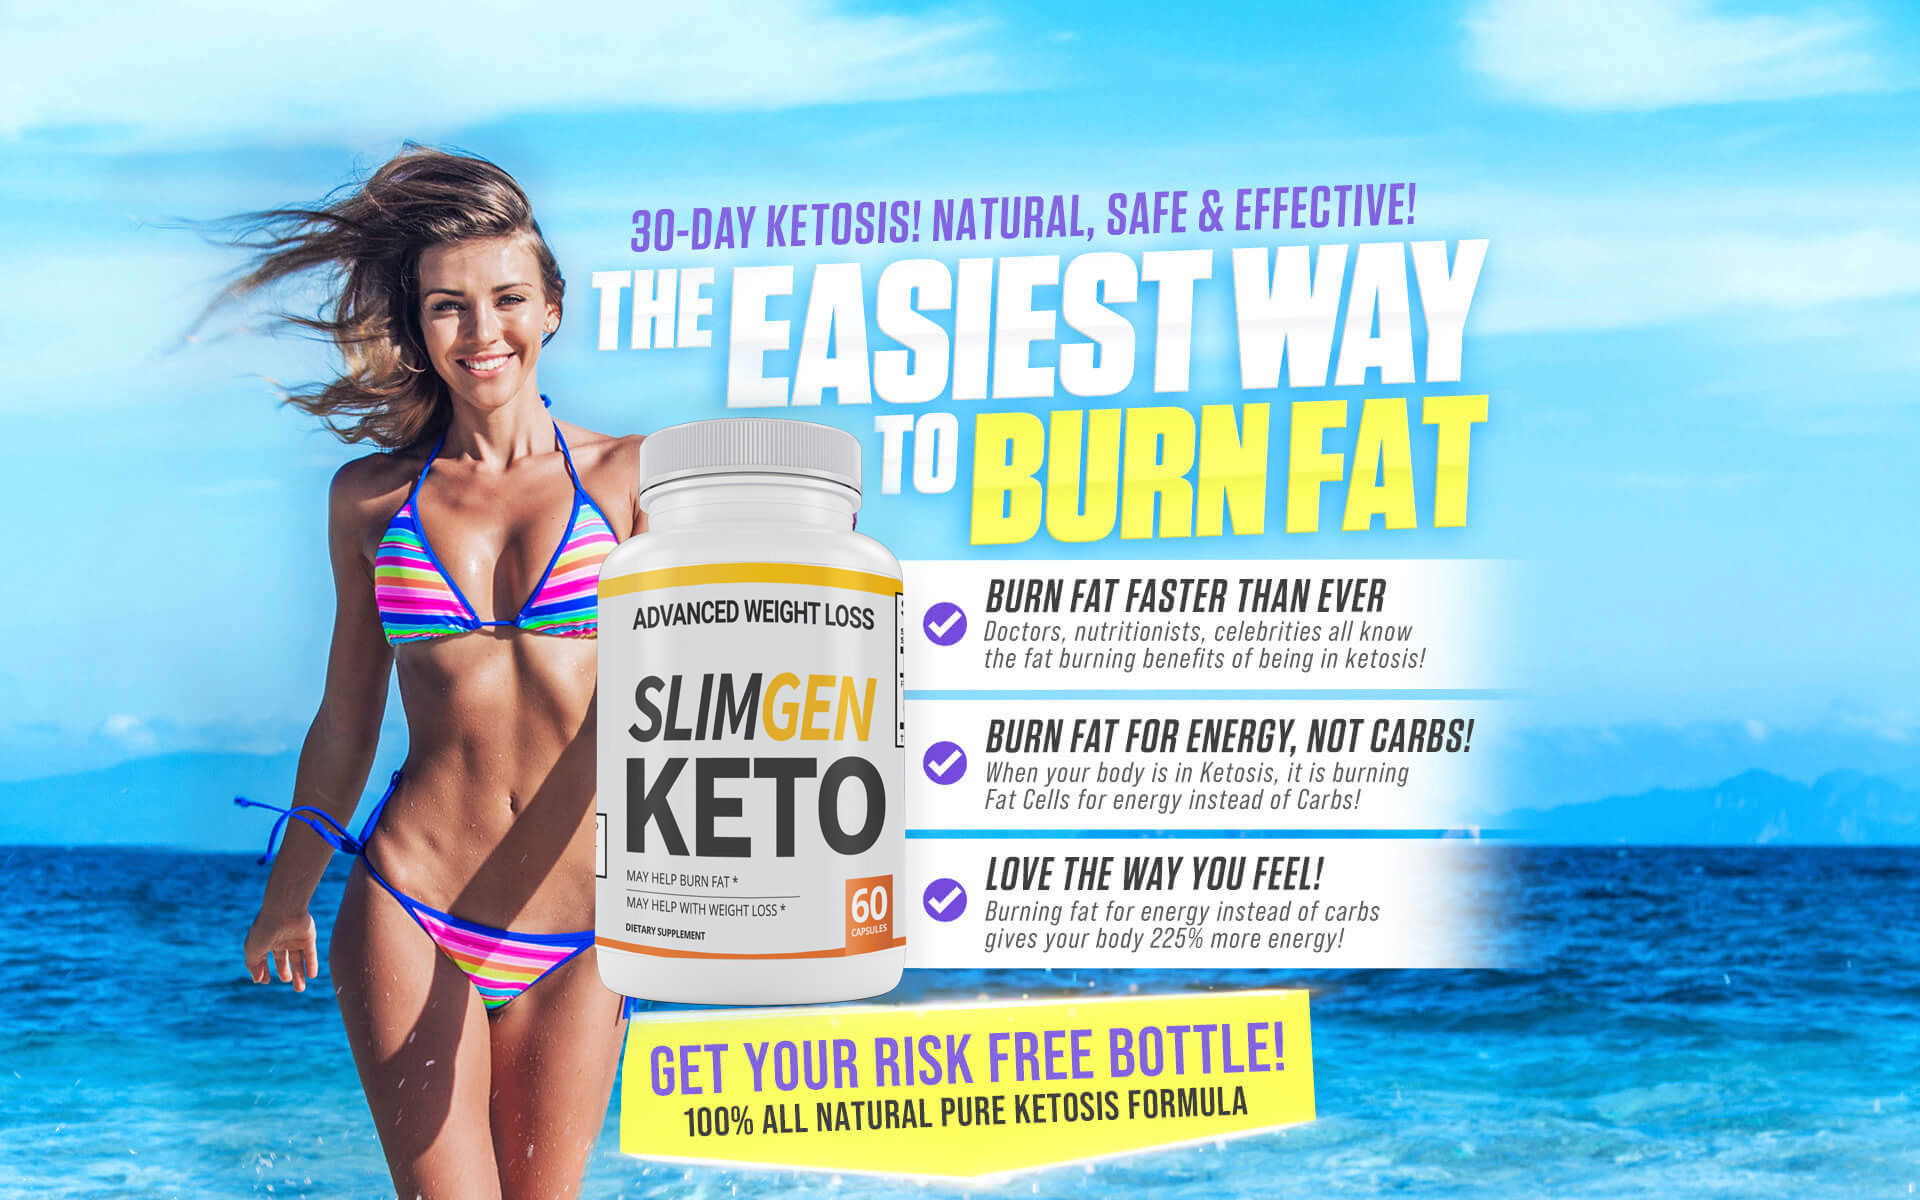 30-DAY KETOSIS! NATURAL, SAFE & EFFECTIVE!
THE EASIEST WAY
TO BURN FAT
ADVANCED WEIGHT LOSS
SLIMGEN
KETO
MAY HELP BURN FAT *
MAY HELP WITH WEIGHT LOSS *
DIETARY SUPPLEMENT
60
CAPSULES
BURN FAT FASTER THAN EVER
Doctors, nutritionists, celebrities all know
the fat burning benefits of being in ketosis!
BURN FAT FOR ENERGY, NOT CARBS!
When your body is in Ketosis, it is burning
Fat Cells for energy instead of Carbs!
LOVE THE WAY YOU FEEL!
Burning fat for energy instead of carbs
gives your body 225% more energy!
GET YOUR RISK FREE BOTTLE!
100% ALL NATURAL PURE KETOSIS FORMULA